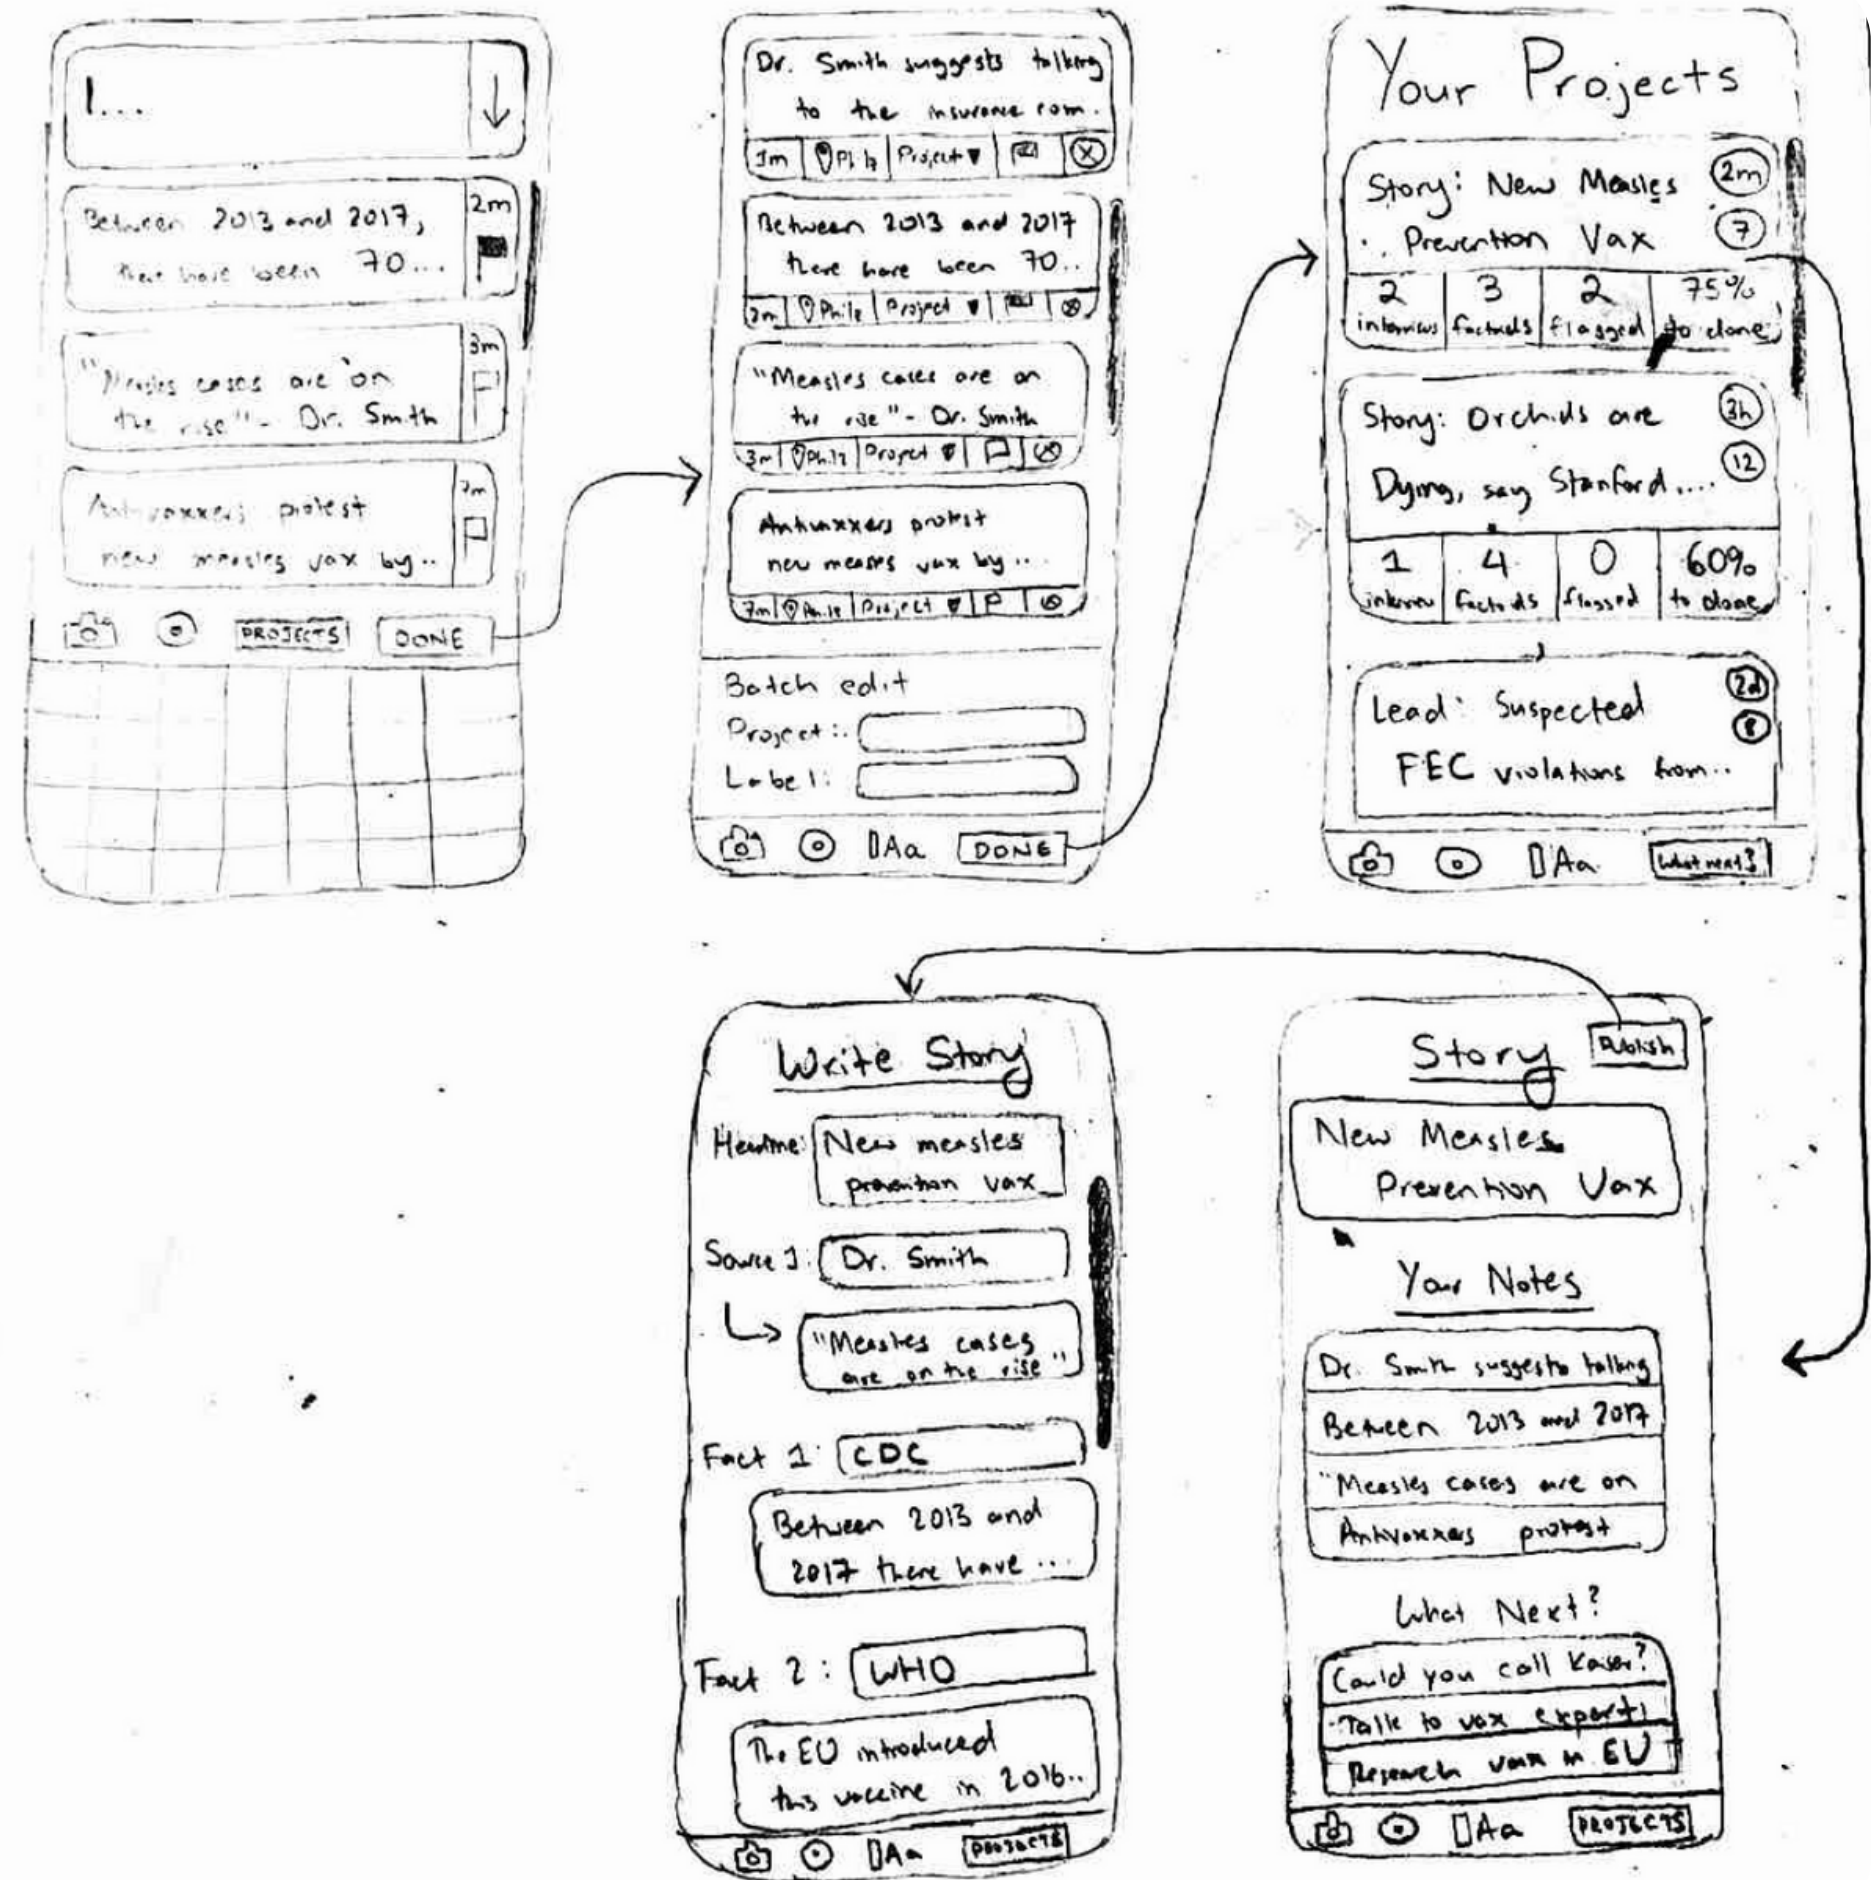 I...
2m
Between 2013 and 2017,
there have been 70...
3m
"Measles cases are on
the rise" - Dr. Smith
7m
Antivaxxers protest
new measles vax by..
PROJECTS DONE
Dr. Smith suggests talking
to the insurance com.
1m Philz Project
Between 2013 and 2017
there have been 70..
2m Philz Project
"Measles cases are on
the rise" - Dr. Smith
3m Philz Project
Antivaxxers protest
new measles vax by ...
7m Philz Project
Batch edit
Project:
Label:
Aa DONE
Your Projects
Story: New Measles 2m
Prevention Vax 7
2 3 2 75%
interviews factoids flagged to done
Story: Orchids are 3h
Dying, say Stanford.... 12
1 4 0 60%
interview factoids flagged to done
Lead: Suspected 2d
FEC violations from.. 8
Aa What next?
Write Story
Headline: New measles
prevention vax
Source 1: Dr. Smith
"Measles cases
are on the rise"
Fact 1: CDC
Between 2013 and
2017 there have ...
Fact 2: WHO
The EU introduced
this vaccine in 2016..
Aa PROJECTS
Story Publish
New Measles
Prevention Vax
Your Notes
Dr. Smith suggests talking
Between 2013 and 2017
"Measles cases are on
Antivaxxers protest
What Next?
Could you call Kaiser?
Talk to vax experts
Research vax in EU
Aa PROJECTS